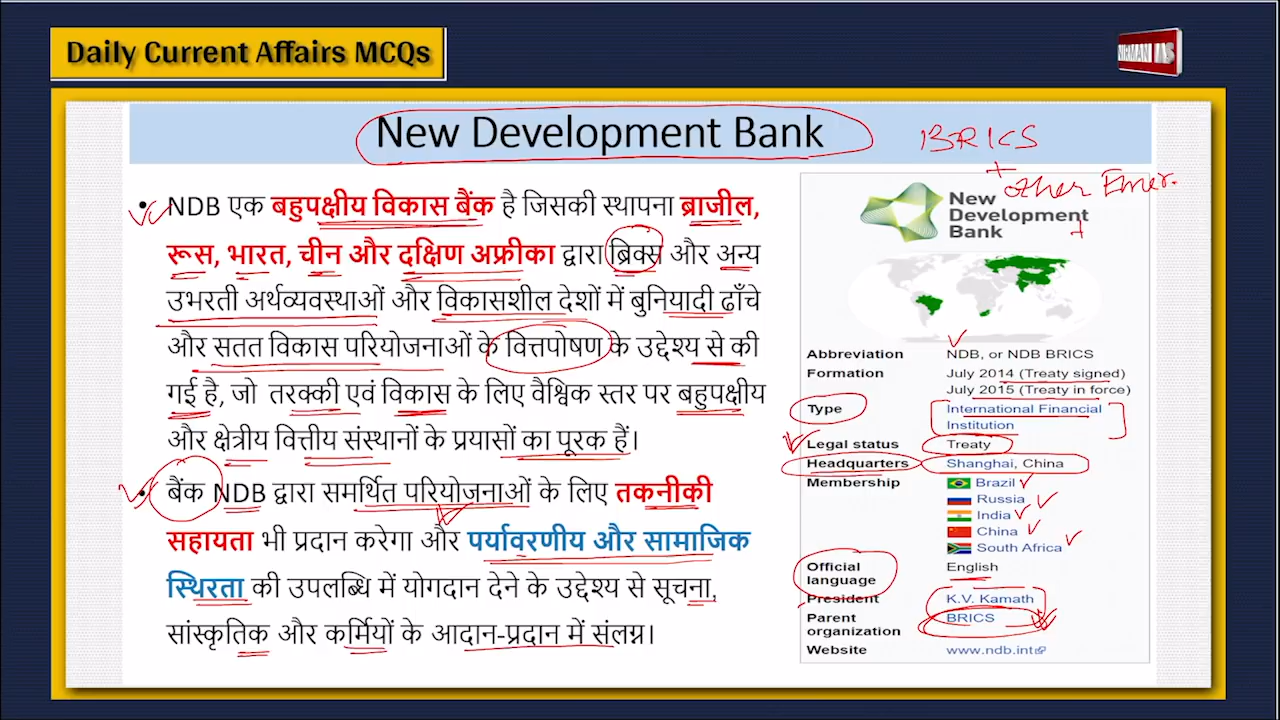 Daily Current Affairs MCQs
NIRMANI IAS
New Development Bank
BRICS
+
other Emer.
• NDB एक बहुपक्षीय विकास बैंक है जिसकी स्थापना ब्राजील,
रूस, भारत, चीन और दक्षिण अफ्रीका द्वारा ब्रिक्स और अन्य
उभरती अर्थव्यवस्थाओं और विकासशील देशों में बुनियादी ढाँचे
और सतत विकास परियोजनाओं के वित्तपोषण के उद्देश्य से की
गई है, जो तरक्की एवं विकास के लिए वैश्विक स्तर पर बहुपक्षीय
और क्षेत्रीय वित्तीय संस्थानों के प्रयासों का पूरक हैं।
• बैंक NDB द्वारा समर्थित परियोजनाओं के लिए तकनीकी
सहायता भी प्रदान करेगा और पर्यावरणीय और सामाजिक
स्थिरता की उपलब्धि में योगदान देने के उद्देश्य से सूचना,
सांस्कृतिक और कर्मियों के आदान-प्रदान में संलग्न।
New
Development
Bank
+
Abbreviation NDB, or NDB BRICS
Formation July 2014 (Treaty signed)
July 2015 (Treaty in force)
Type International Financial
Institution
Legal status Treaty
Headquarters Shanghai, China
Membership Brazil
Russia
India
China
South Africa
Official English
language
President K.V. Kamath
Parent BRICS
organization
Website www.ndb.int